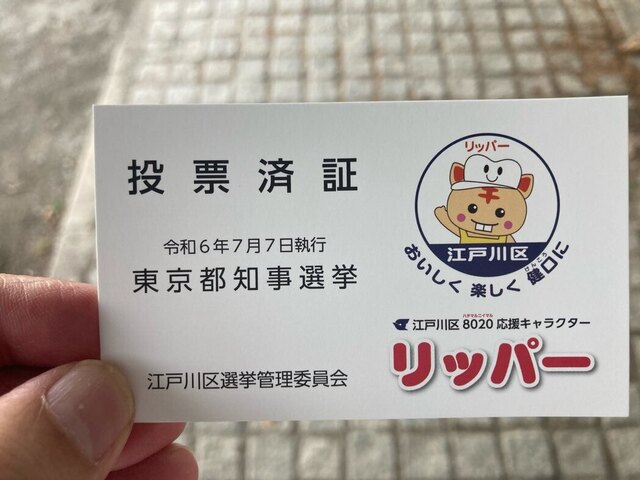 投票済証
令和6年7月7日執行
東京都知事選挙
江戸川区選挙管理委員会
リッパー
江戸川区
おいしく 楽しく 健口に
けんこう
ハチマルニイマル
江戸川区 8020 応援キャラクター
リッパー